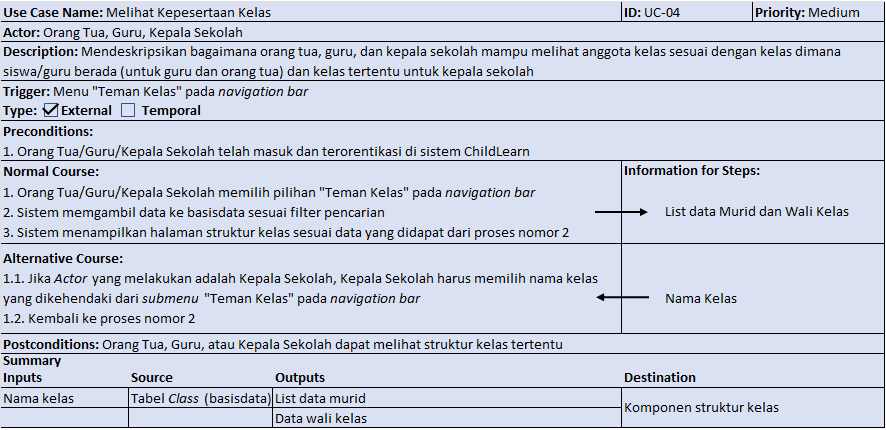 Use Case Name: Melihat Kepesertaan Kelas ID: UC-04 Priority: Medium
Actor: Orang Tua, Guru, Kepala Sekolah
Description: Mendeskripsikan bagaimana orang tua, guru, dan kepala sekolah mampu melihat anggota kelas sesuai dengan kelas dimana
siswa/guru berada (untuk guru dan orang tua) dan kelas tertentu untuk kepala sekolah
Trigger: Menu "Teman Kelas" pada navigation bar
Type: External Temporal
Preconditions:
1. Orang Tua/Guru/Kepala Sekolah telah masuk dan terorentikasi di sistem ChildLearn
Normal Course: Information for Steps:
1. Orang Tua/Guru/Kepala Sekolah memilih pilihan "Teman Kelas" pada navigation bar
2. Sistem memgambil data ke basisdata sesuai filter pencarian List data Murid dan Wali Kelas
3. Sistem menampilkan halaman struktur kelas sesuai data yang didapat dari proses nomor 2
Alternative Course:
1.1. Jika Actor yang melakukan adalah Kepala Sekolah, Kepala Sekolah harus memilih nama kelas
yang dikehendaki dari submenu "Teman Kelas" pada navigation bar Nama Kelas
1.2. Kembali ke proses nomor 2
Postconditions: Orang Tua, Guru, atau Kepala Sekolah dapat melihat struktur kelas tertentu
Summary
Inputs Source Outputs Destination
Nama kelas Tabel Class (basisdata) List data murid Komponen struktur kelas
Data wali kelas